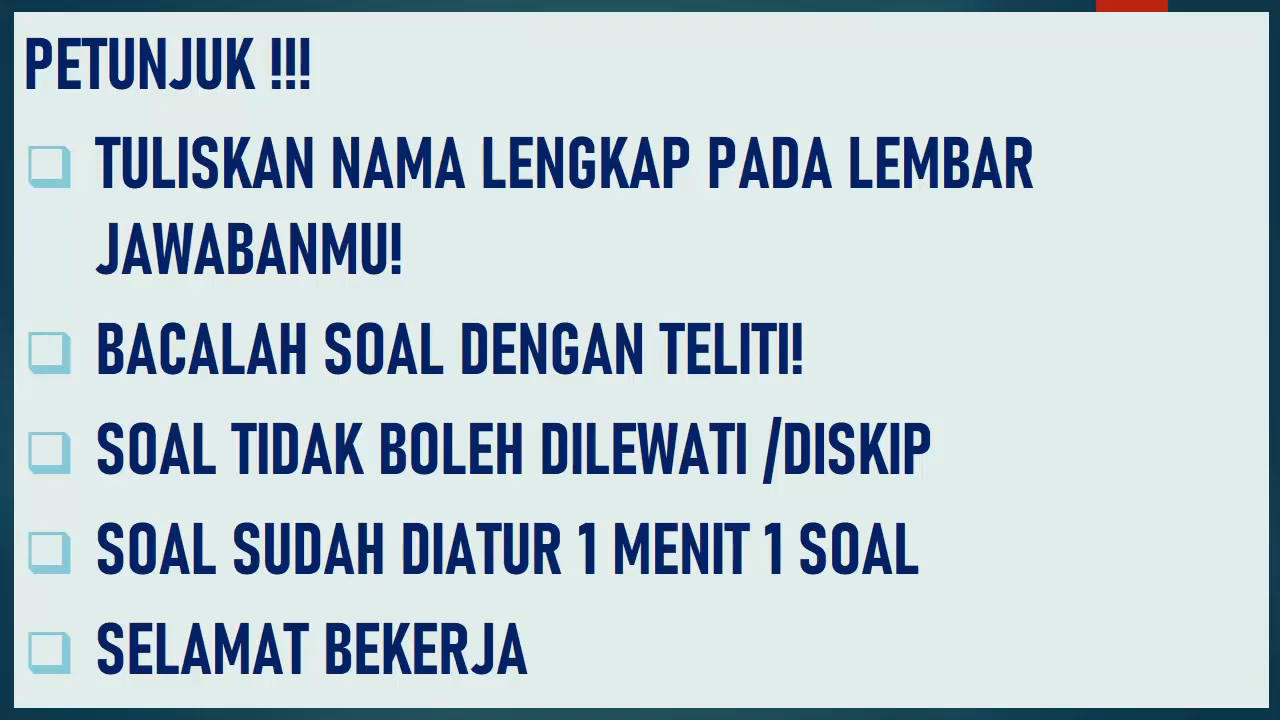 PETUNJUK !!!
TULISKAN NAMA LENGKAP PADA LEMBAR
JAWABANMU!
BACALAH SOAL DENGAN TELITI!
SOAL TIDAK BOLEH DILEWATI /DISKIP
SOAL SUDAH DIATUR 1 MENIT 1 SOAL
SELAMAT BEKERJA